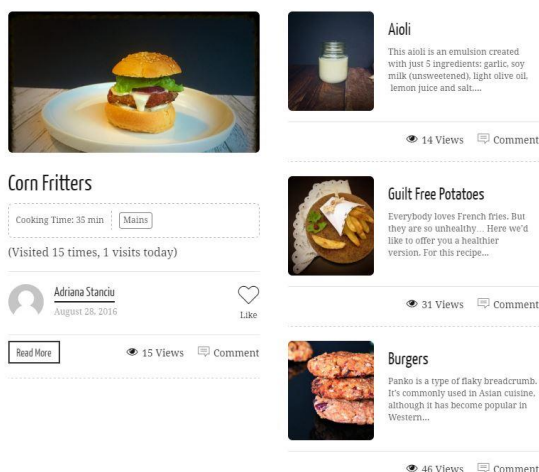 Corn Fritters
Cooking Time: 35 min
Mains
(Visited 15 times, 1 visits today)
Adriana Stanciu
August 28, 2016
Like
Read More
15 Views
Comment
Aioli
This aioli is an emulsion created
with just 5 ingredients: garlic, soy
milk (unsweetened), light olive oil,
lemon juice and salt....
14 Views
Comment
Guilt Free Potatoes
Everybody loves French fries. But
they are so unhealthy… Here we'd
like to offer you a healthier
version. For this recipe...
31 Views
Comment
Burgers
Panko is a type of flaky breadcrumb.
It's commonly used in Asian cuisine,
although it has become popular in
Western...
46 Views
Comment